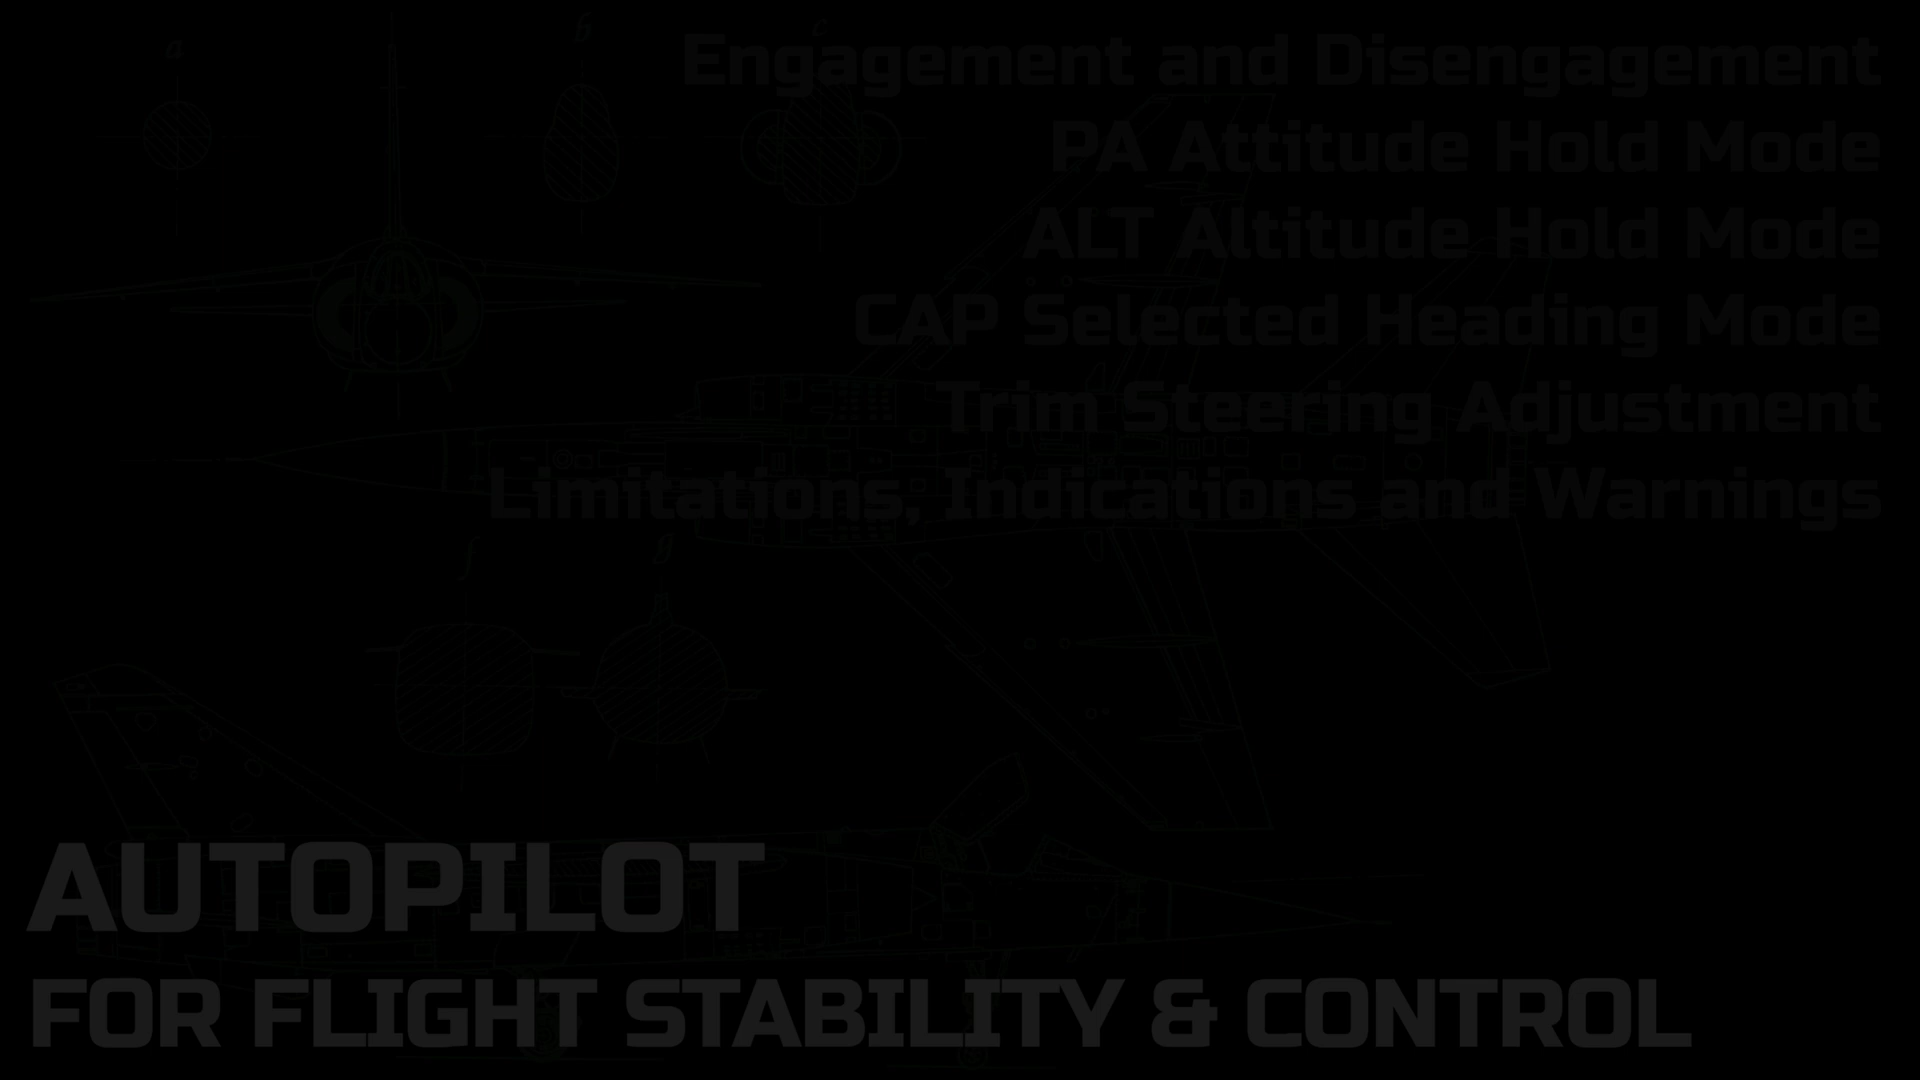 a
b
c
Engagement and Disengagement
PA Attitude Hold Mode
ALT Altitude Hold Mode
CAP Selected Heading Mode
Trim Steering Adjustment
Limitations, Indications and Warnings
f
g
AUTOPILOT
FOR FLIGHT STABILITY & CONTROL